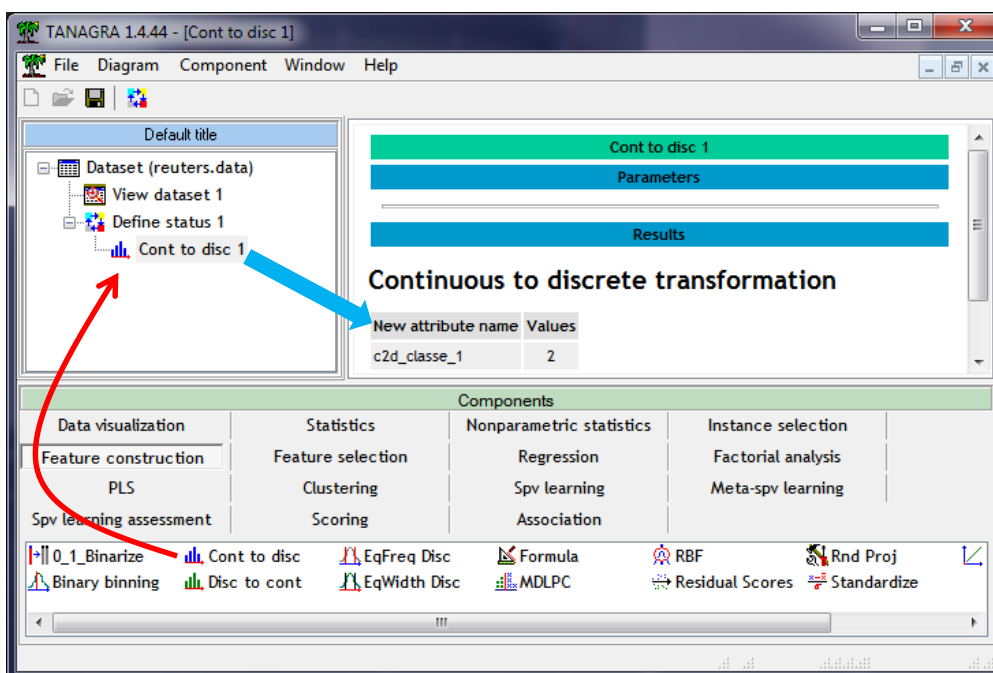 TANAGRA 1.4.44 - [Cont to disc 1]
File Diagram Component Window Help
Default title
Dataset (reuters.data)
View dataset 1
Define status 1
Cont to disc 1
Cont to disc 1
Parameters
Results
Continuous to discrete transformation
New attribute name Values
c2d_classe_1 2
Components
Data visualization Statistics Nonparametric statistics Instance selection
Feature construction Feature selection Regression Factorial analysis
PLS Clustering Spv learning Meta-spv learning
Spv learning assessment Scoring Association
0_1_Binarize Cont to disc EqFreq Disc Formula RBF Rnd Proj
Binary binning Disc to cont EqWidth Disc MDLPC Residual Scores Standardize